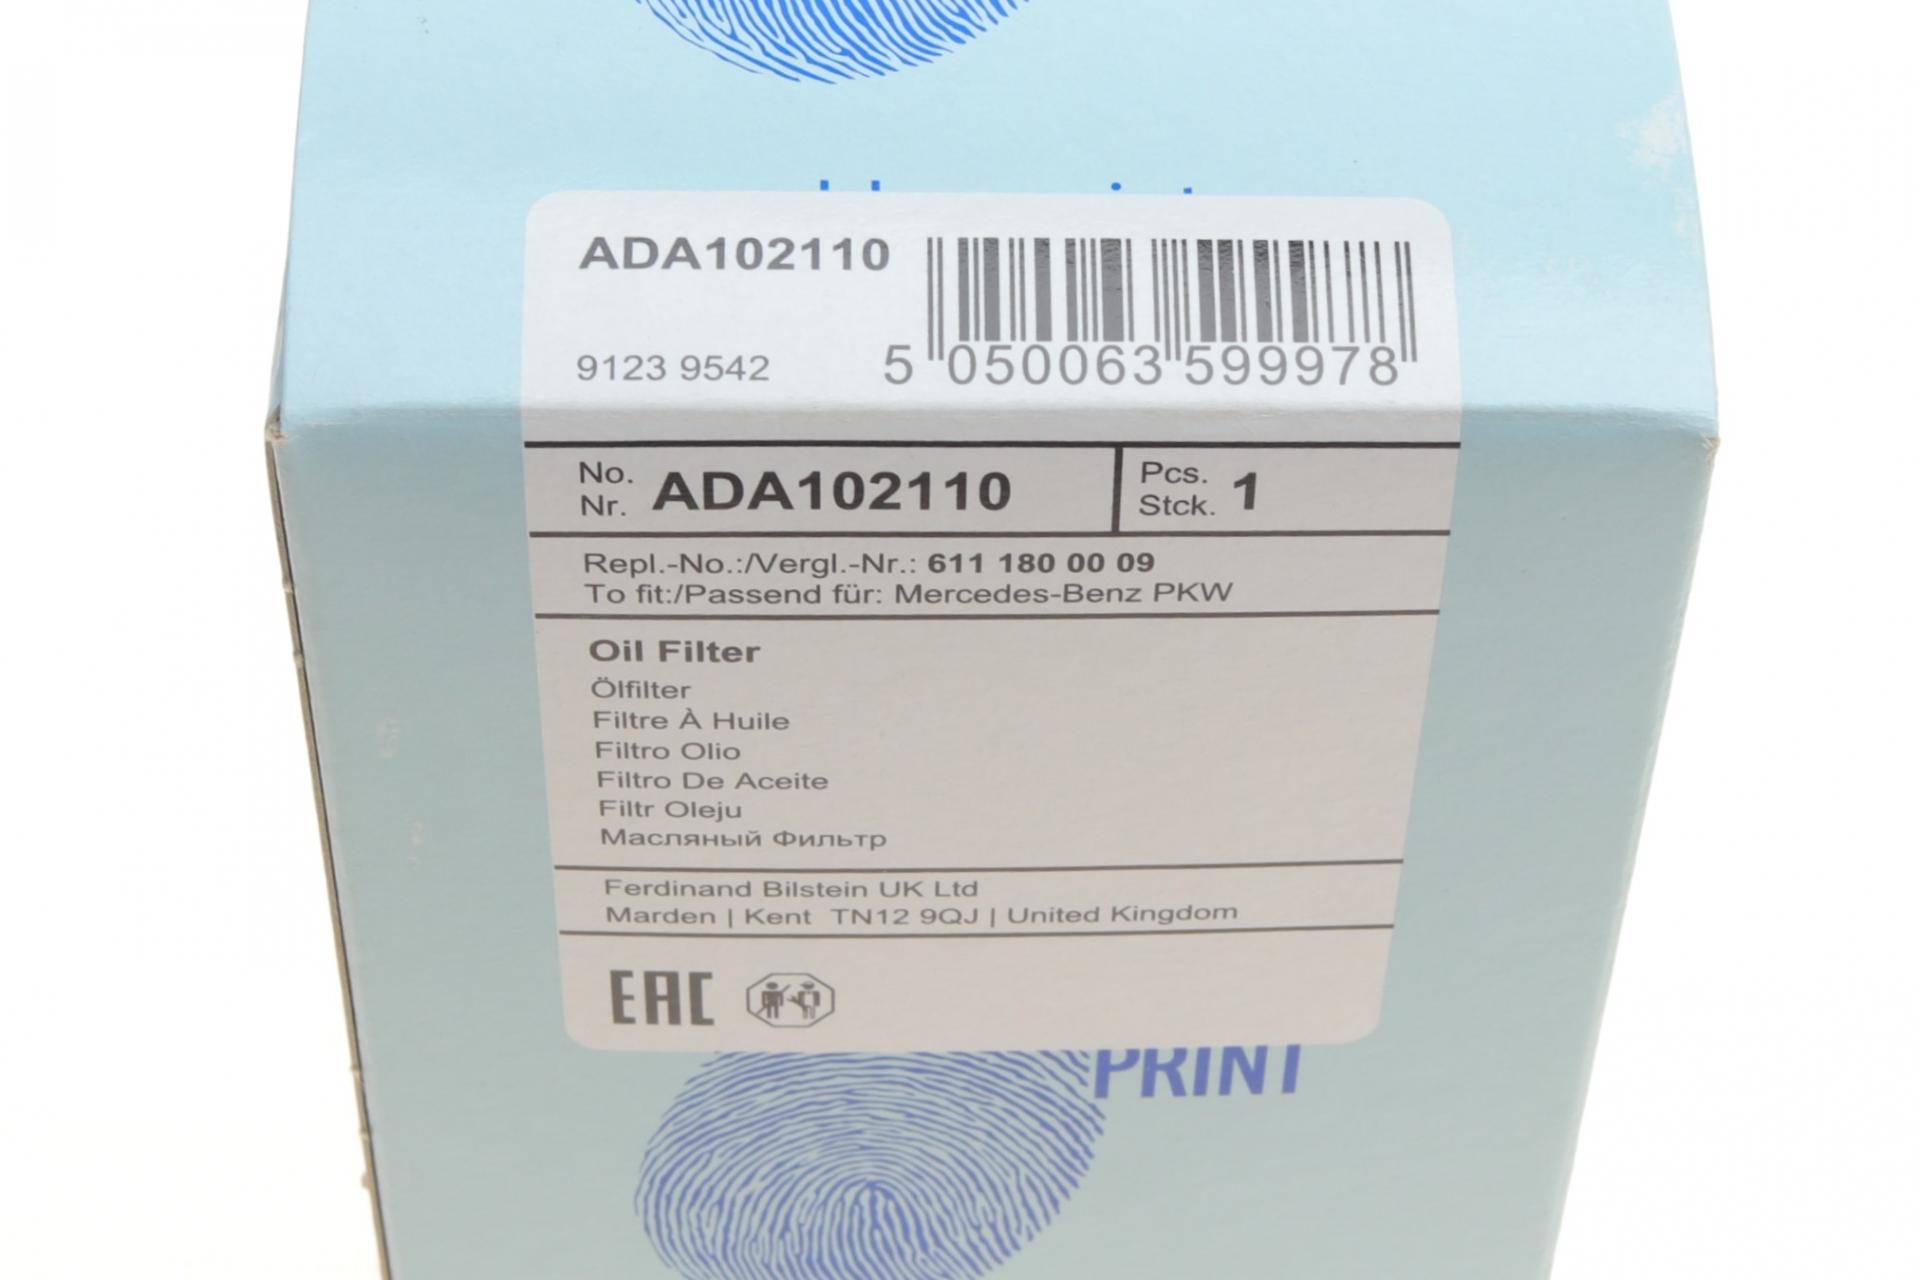 ADA102110
9123 9542
5 050063 599978
No.
Nr. ADA102110
Pcs.
Stck. 1
Repl.-No.:/Vergl.-Nr.: 611 180 00 09
To fit:/Passend für: Mercedes-Benz PKW
Oil Filter
Ölfilter
Filtre À Huile
Filtro Olio
Filtro De Aceite
Filtr Oleju
Масляный Фильтр
Ferdinand Bilstein UK Ltd
Marden | Kent TN12 9QJ | United Kingdom
EAC
PRINT